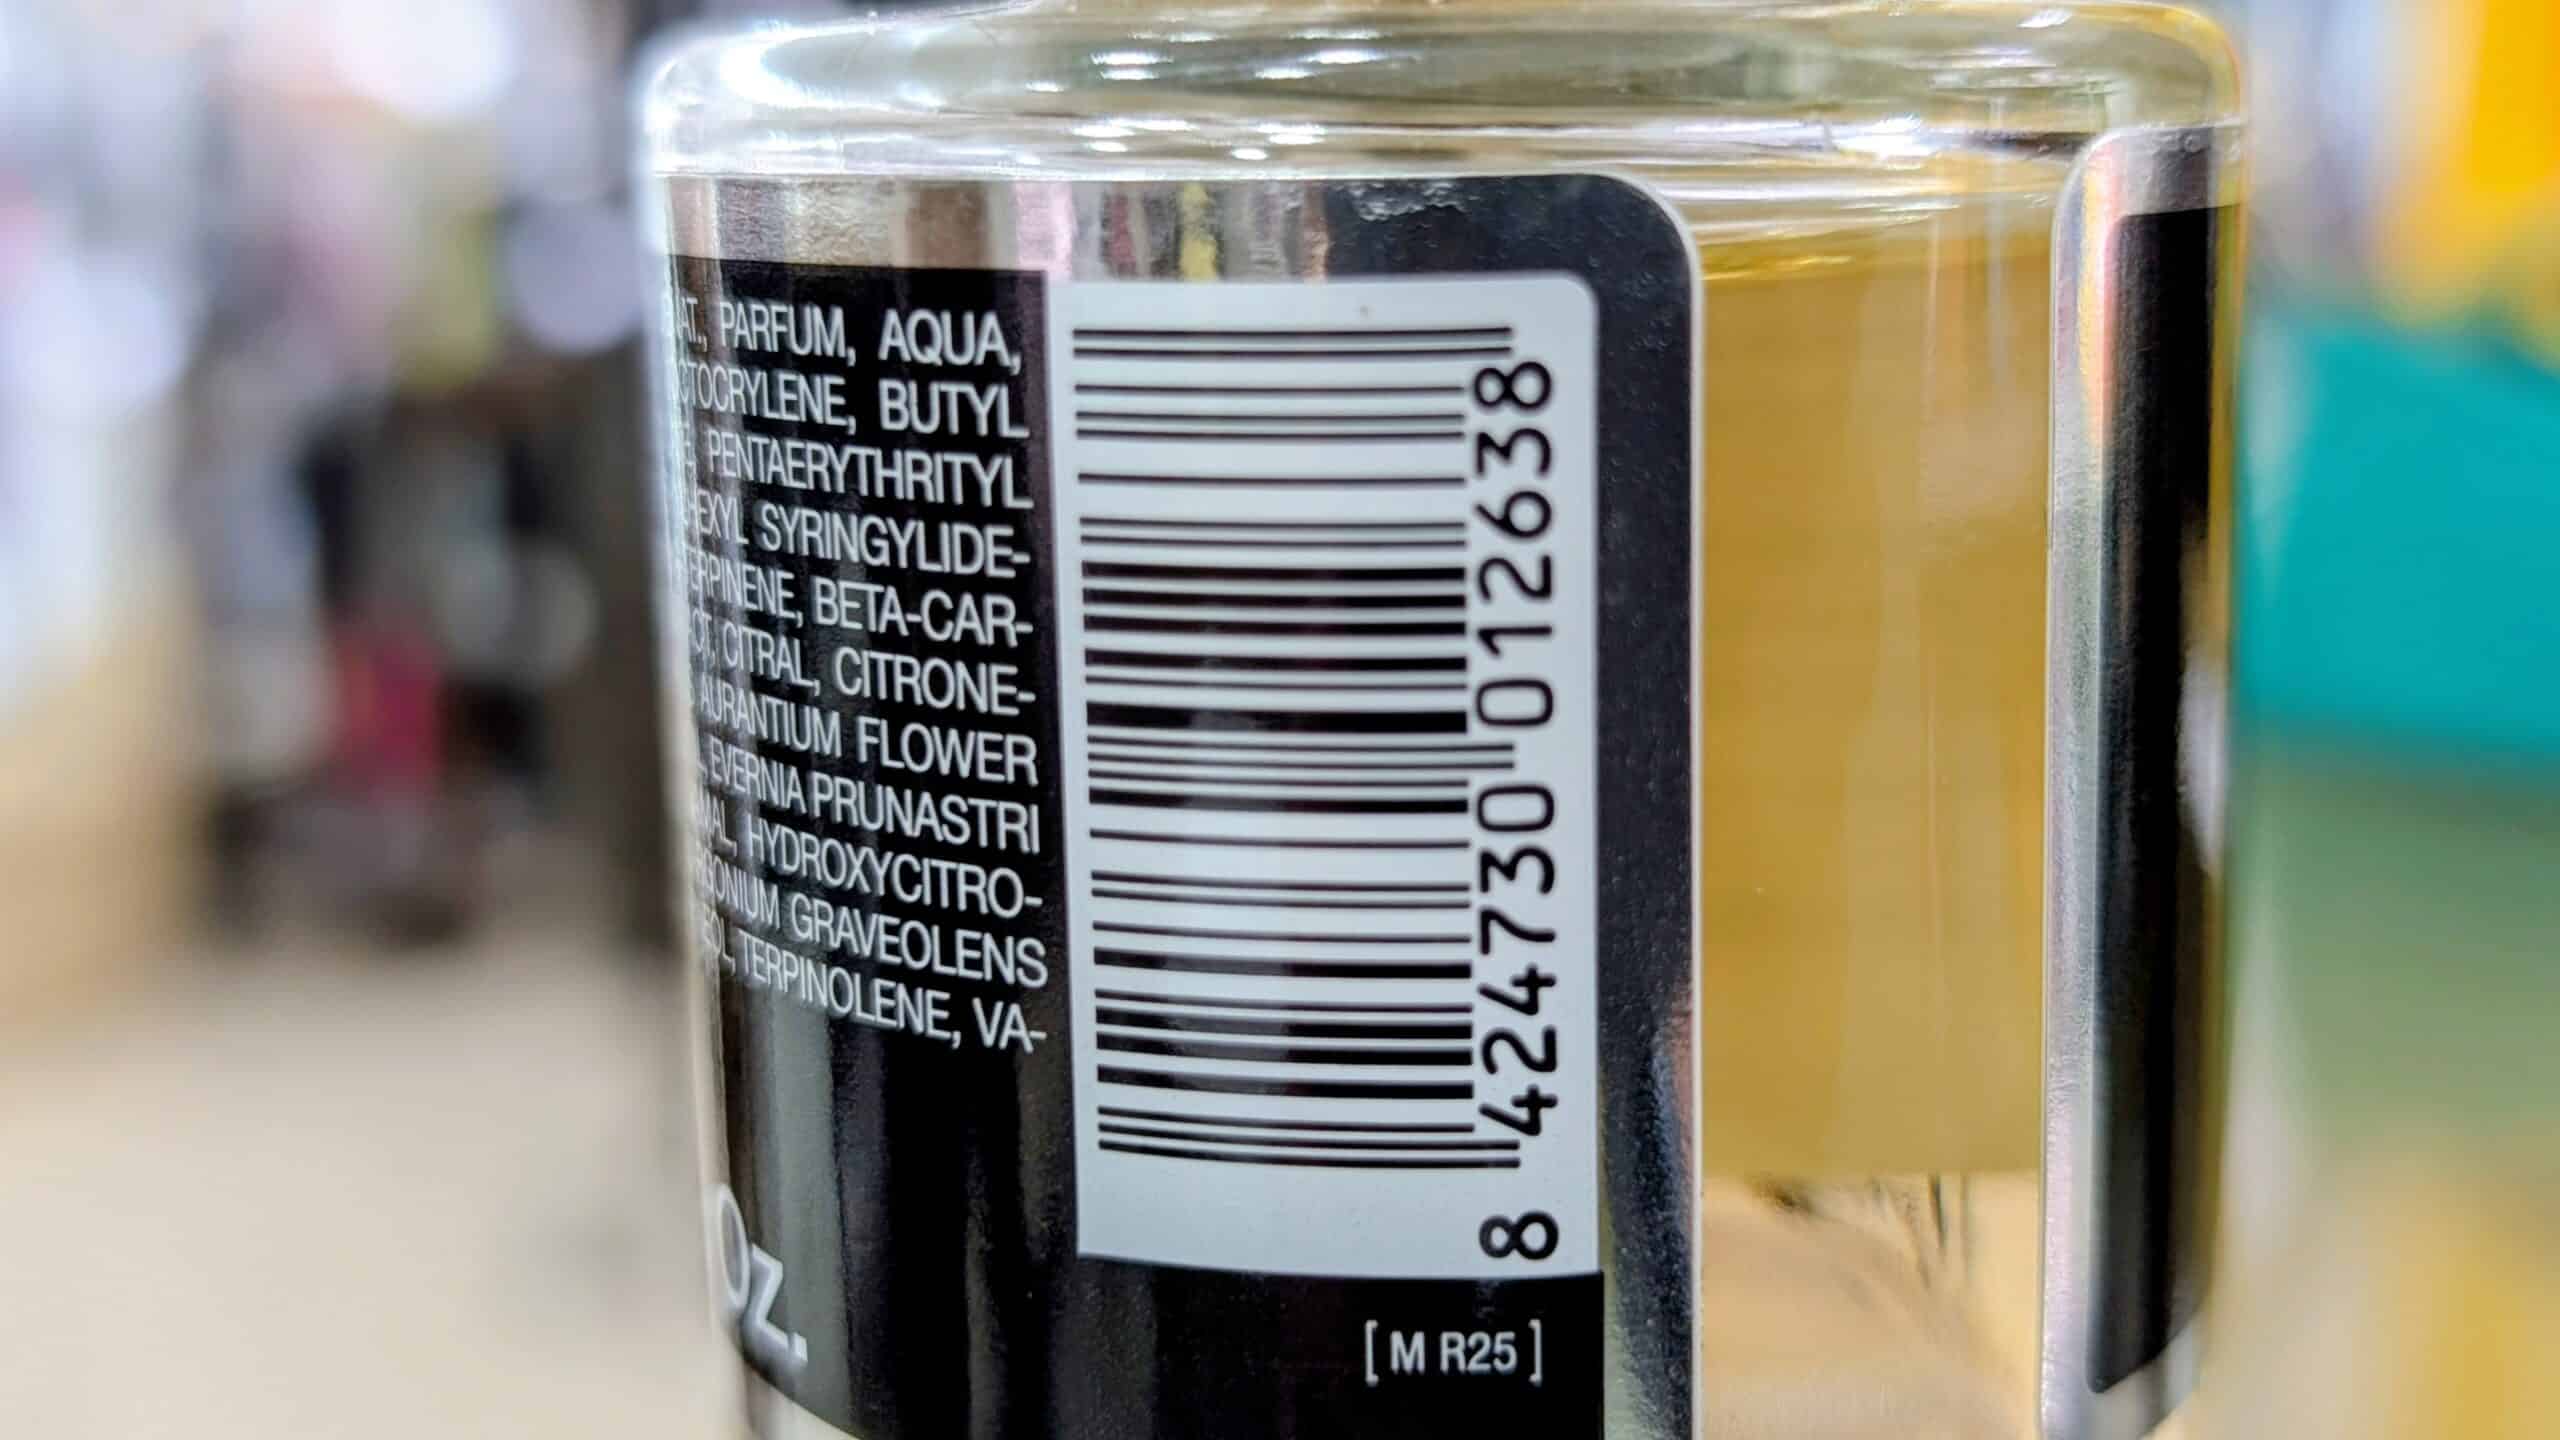 PARFUM, AQUA,
BUTYL
PENTAERYTHRITYL
SYRINGYLIDE-
BETA-CAR-
CITRAL, CITRONE-
AURANTIUM FLOWER
EVERNIA PRUNASTRI
HYDROXYCITRO-
GRAVEOLENS
TERPINOLENE, VA-
Oz.
8 424730 012638
[ M R25 ]